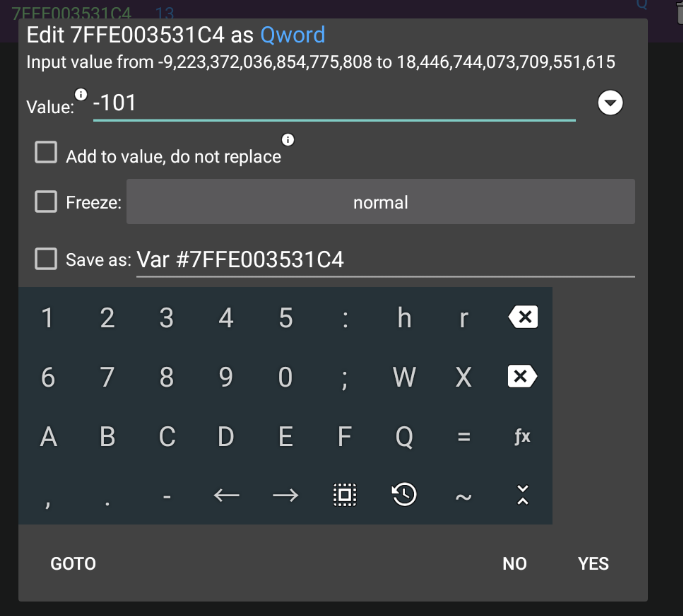 7FFE003531C4 13 Q
Edit 7FFE003531C4 as Qword
Input value from -9,223,372,036,854,775,808 to 18,446,744,073,709,551,615
Value: -101
Add to value, do not replace
Freeze: normal
Save as: Var #7FFE003531C4
1 2 3 4 5 : h r
6 7 8 9 0 ; W X
A B C D E F Q = fx
, . - ← → ~
GOTO NO YES